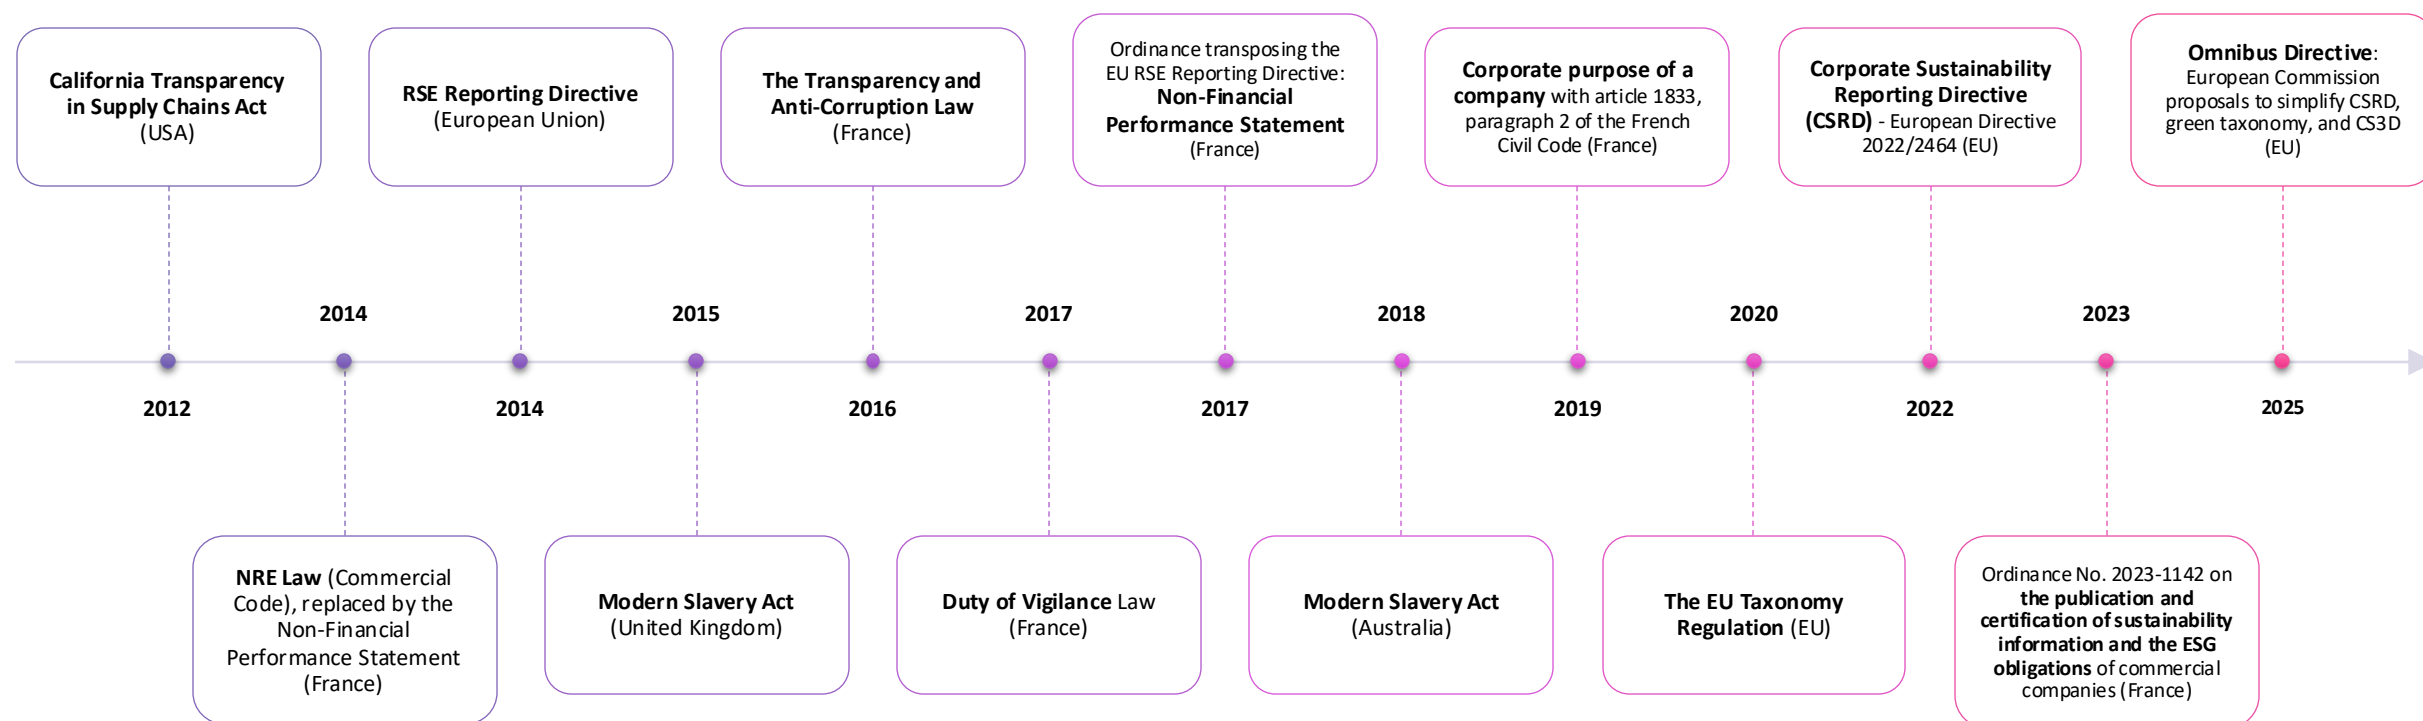 California Transparency
in Supply Chains Act
(USA)
RSE Reporting Directive
(European Union)
The Transparency and
Anti-Corruption Law
(France)
Ordinance transposing the
EU RSE Reporting Directive:
Non-Financial
Performance Statement
(France)
Corporate purpose of a
company with article 1833,
paragraph 2 of the French
Civil Code (France)
Corporate Sustainability
Reporting Directive
(CSRD) - European Directive
2022/2464 (EU)
Omnibus Directive:
European Commission
proposals to simplify CSRD,
green taxonomy, and CS3D
(EU)
2014
2015
2017
2018
2020
2023
2012
2014
2016
2017
2019
2022
2025
NRE Law (Commercial
Code), replaced by the
Non-Financial
Performance Statement
(France)
Modern Slavery Act
(United Kingdom)
Duty of Vigilance Law
(France)
Modern Slavery Act
(Australia)
The EU Taxonomy
Regulation (EU)
Ordinance No. 2023-1142 on
the publication and
certification of sustainability
information and the ESG
obligations of commercial
companies (France)